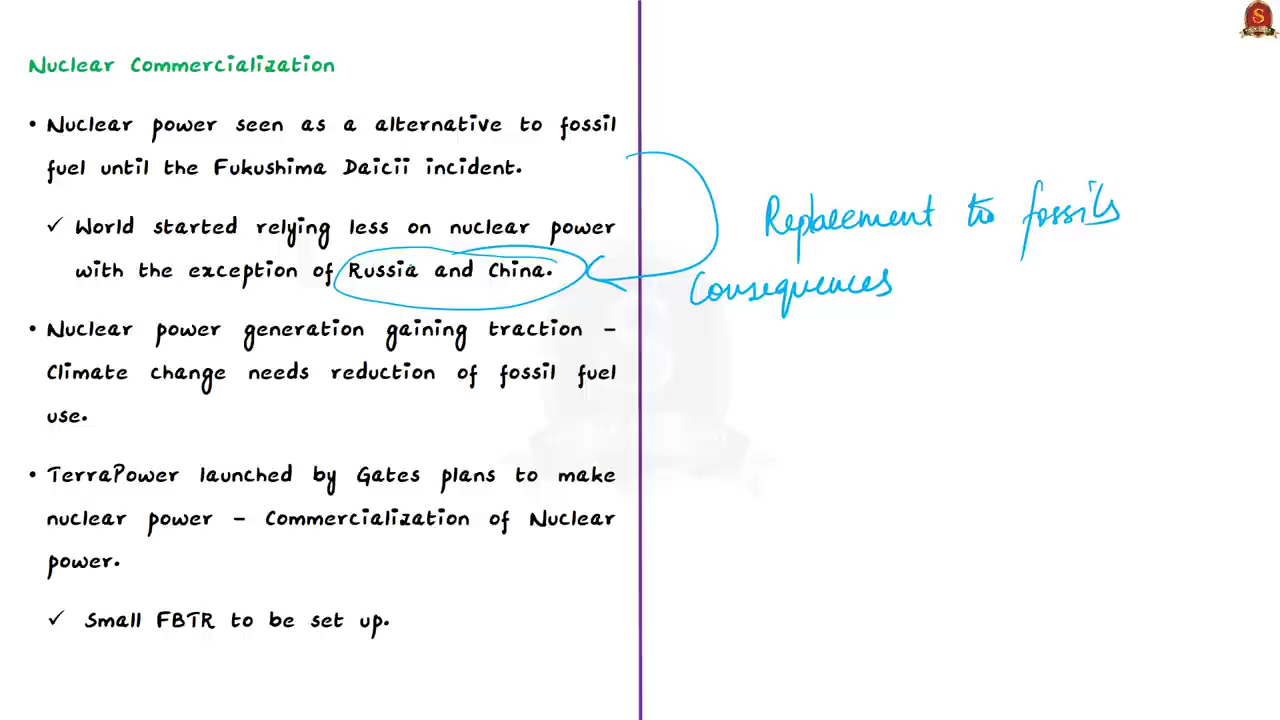 Nuclear Commercialization
• Nuclear power seen as a alternative to fossil
fuel until the Fukushima Daicii incident.
✓ World started relying less on nuclear power
with the exception of Russia and China.
• Nuclear power generation gaining traction –
Climate change needs reduction of fossil fuel
use.
• TerraPower launched by Gates plans to make
nuclear power – Commercialization of Nuclear
power.
✓ Small FBTR to be set up.
Replacement to fossils
Consequences
S